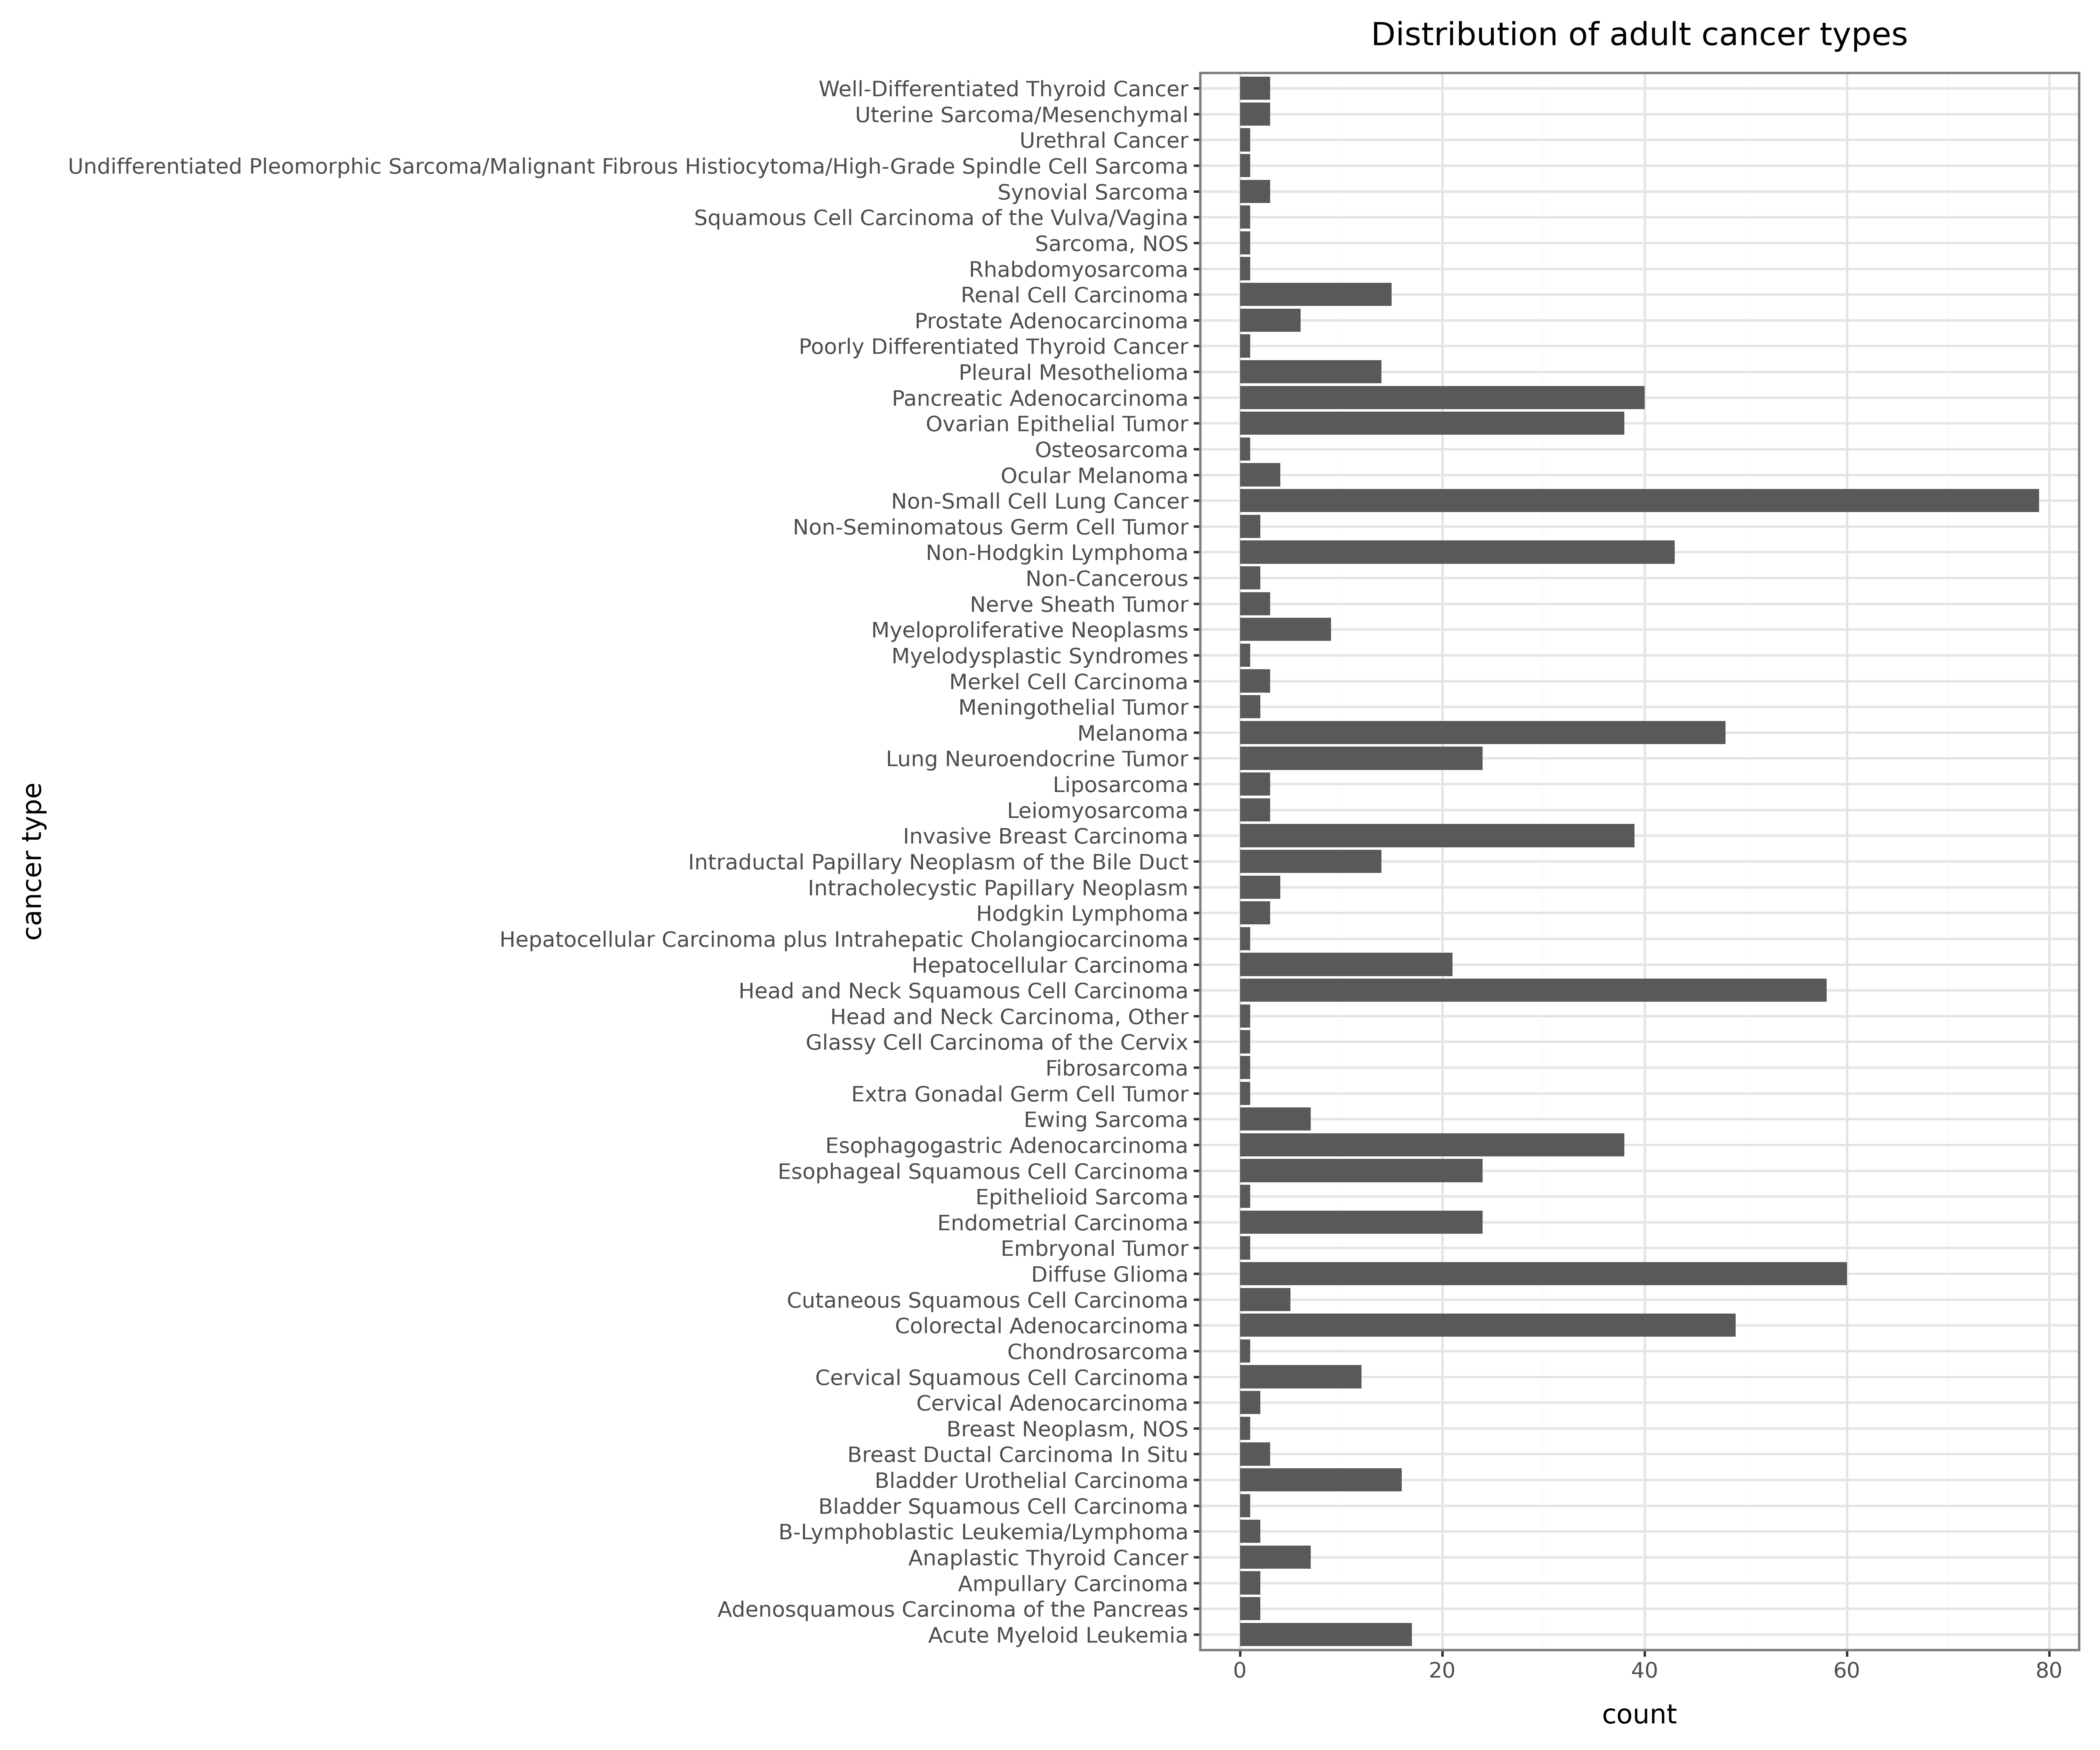 Distribution of adult cancer types
Well-Differentiated Thyroid Cancer
Uterine Sarcoma/Mesenchymal
Urethral Cancer
Undifferentiated Pleomorphic Sarcoma/Malignant Fibrous Histiocytoma/High-Grade Spindle Cell Sarcoma
Synovial Sarcoma
Squamous Cell Carcinoma of the Vulva/Vagina
Sarcoma, NOS
Rhabdomyosarcoma
Renal Cell Carcinoma
Prostate Adenocarcinoma
Poorly Differentiated Thyroid Cancer
Pleural Mesothelioma
Pancreatic Adenocarcinoma
Ovarian Epithelial Tumor
Osteosarcoma
Ocular Melanoma
Non-Small Cell Lung Cancer
Non-Seminomatous Germ Cell Tumor
Non-Hodgkin Lymphoma
Non-Cancerous
Nerve Sheath Tumor
Myeloproliferative Neoplasms
Myelodysplastic Syndromes
Merkel Cell Carcinoma
Meningothelial Tumor
Melanoma
Lung Neuroendocrine Tumor
Liposarcoma
Leiomyosarcoma
Invasive Breast Carcinoma
Intraductal Papillary Neoplasm of the Bile Duct
Intracholecystic Papillary Neoplasm
Hodgkin Lymphoma
Hepatocellular Carcinoma plus Intrahepatic Cholangiocarcinoma
Hepatocellular Carcinoma
Head and Neck Squamous Cell Carcinoma
Head and Neck Carcinoma, Other
Glassy Cell Carcinoma of the Cervix
Fibrosarcoma
Extra Gonadal Germ Cell Tumor
Ewing Sarcoma
Esophagogastric Adenocarcinoma
Esophageal Squamous Cell Carcinoma
Epithelioid Sarcoma
Endometrial Carcinoma
Embryonal Tumor
Diffuse Glioma
Cutaneous Squamous Cell Carcinoma
Colorectal Adenocarcinoma
Chondrosarcoma
Cervical Squamous Cell Carcinoma
Cervical Adenocarcinoma
Breast Neoplasm, NOS
Breast Ductal Carcinoma In Situ
Bladder Urothelial Carcinoma
Bladder Squamous Cell Carcinoma
B-Lymphoblastic Leukemia/Lymphoma
Anaplastic Thyroid Cancer
Ampullary Carcinoma
Adenosquamous Carcinoma of the Pancreas
Acute Myeloid Leukemia
cancer type
0 20 40 60 80
count